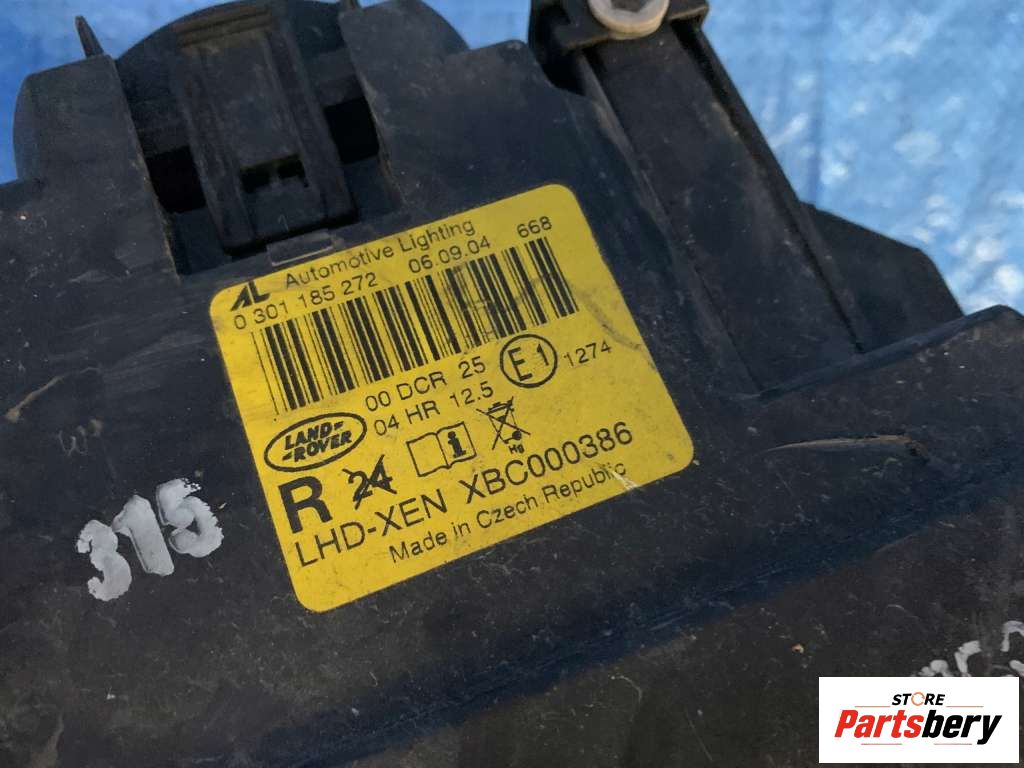 AL Automotive Lighting
0 301 185 272 06.09.04 668
00 DCR 25
04 HR 12.5
E1 1274
LAND-
-ROVER
i
Hg
R 24
LHD-XEN XBC000386
Made in Czech Republic
315
STORE
Partsbery